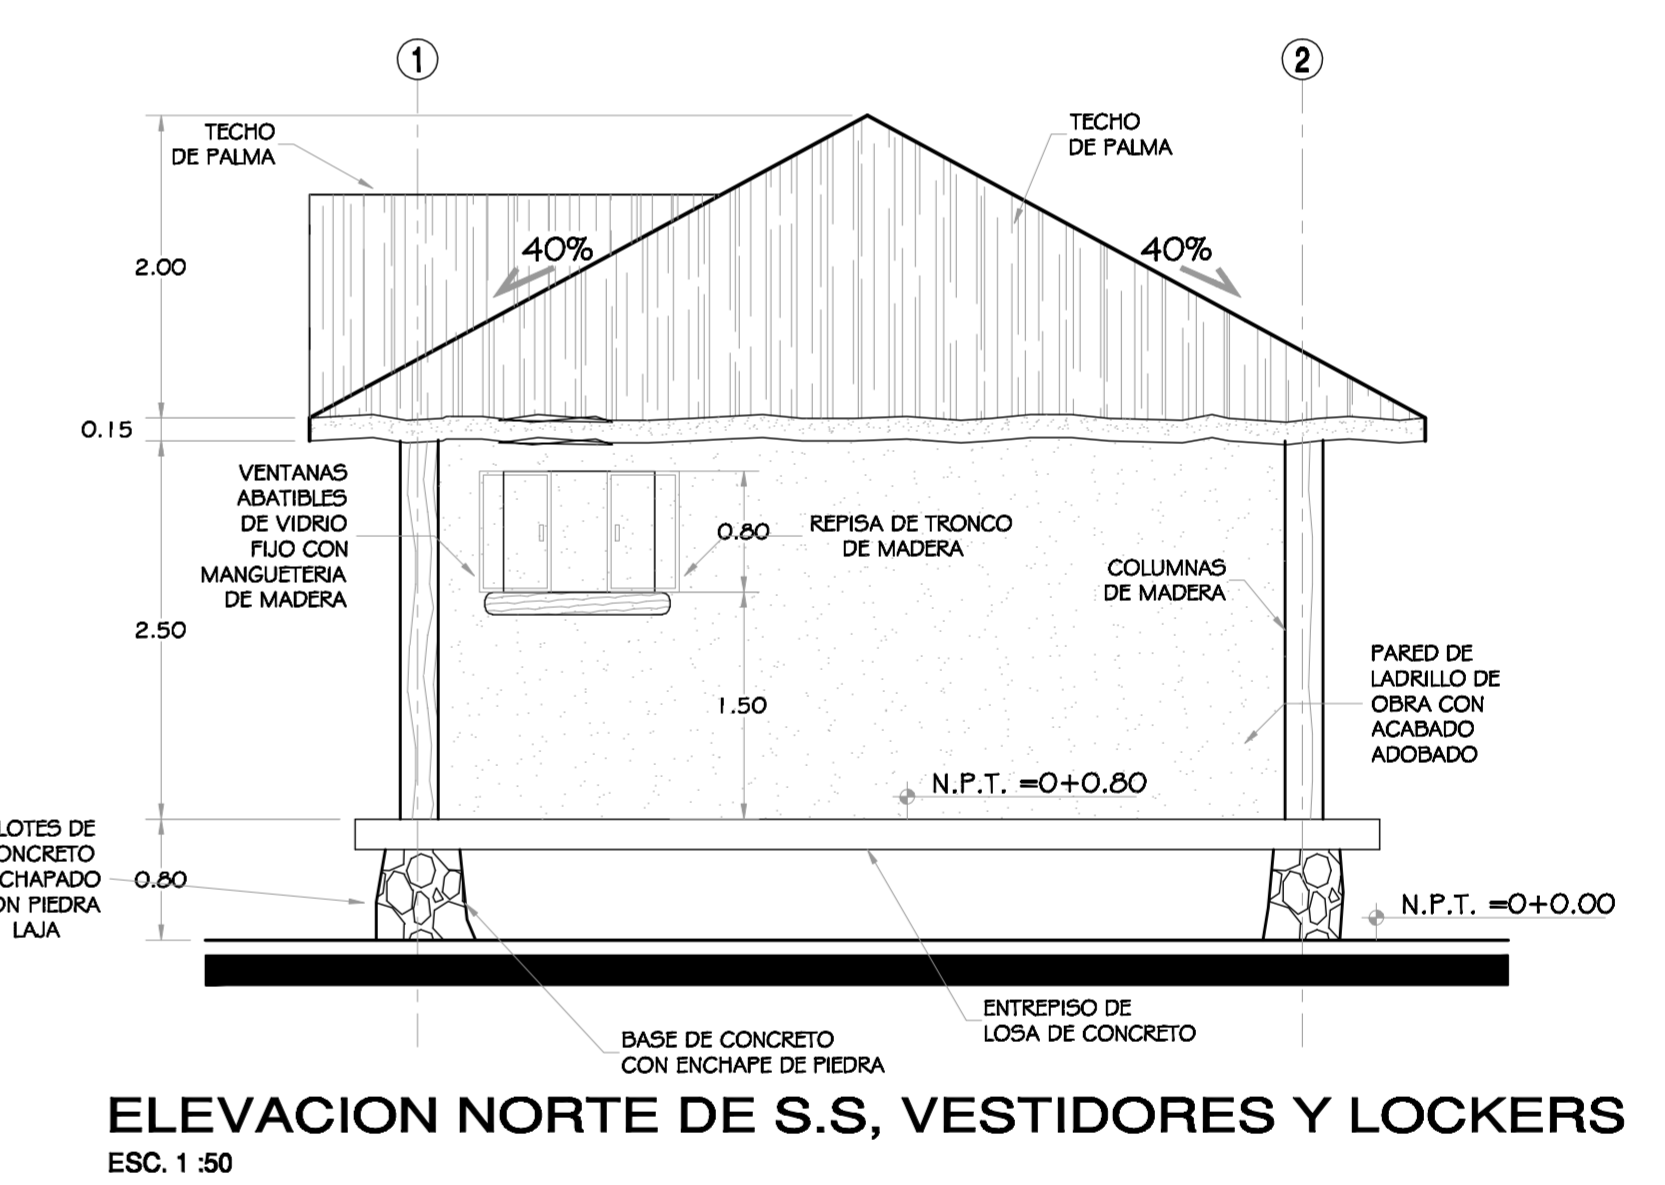 1
2
TECHO
DE PALMA
TECHO
DE PALMA
40%
40%
2.00
0.15
VENTANAS
ABATIBLES
DE VIDRIO
FIJO CON
MANGUETERIA
DE MADERA
0.80
REPISA DE TRONCO
DE MADERA
COLUMNAS
DE MADERA
2.50
PARED DE
LADRILLO DE
OBRA CON
ACABADO
ADOBADO
1.50
N.P.T. =0+0.80
LOTES DE
ONCRETO
CHAPADO
ON PIEDRA
LAJA
0.80
N.P.T. =0+0.00
ENTREPISO DE
LOSA DE CONCRETO
BASE DE CONCRETO
CON ENCHAPE DE PIEDRA
ELEVACION NORTE DE S.S, VESTIDORES Y LOCKERS
ESC. 1 :50